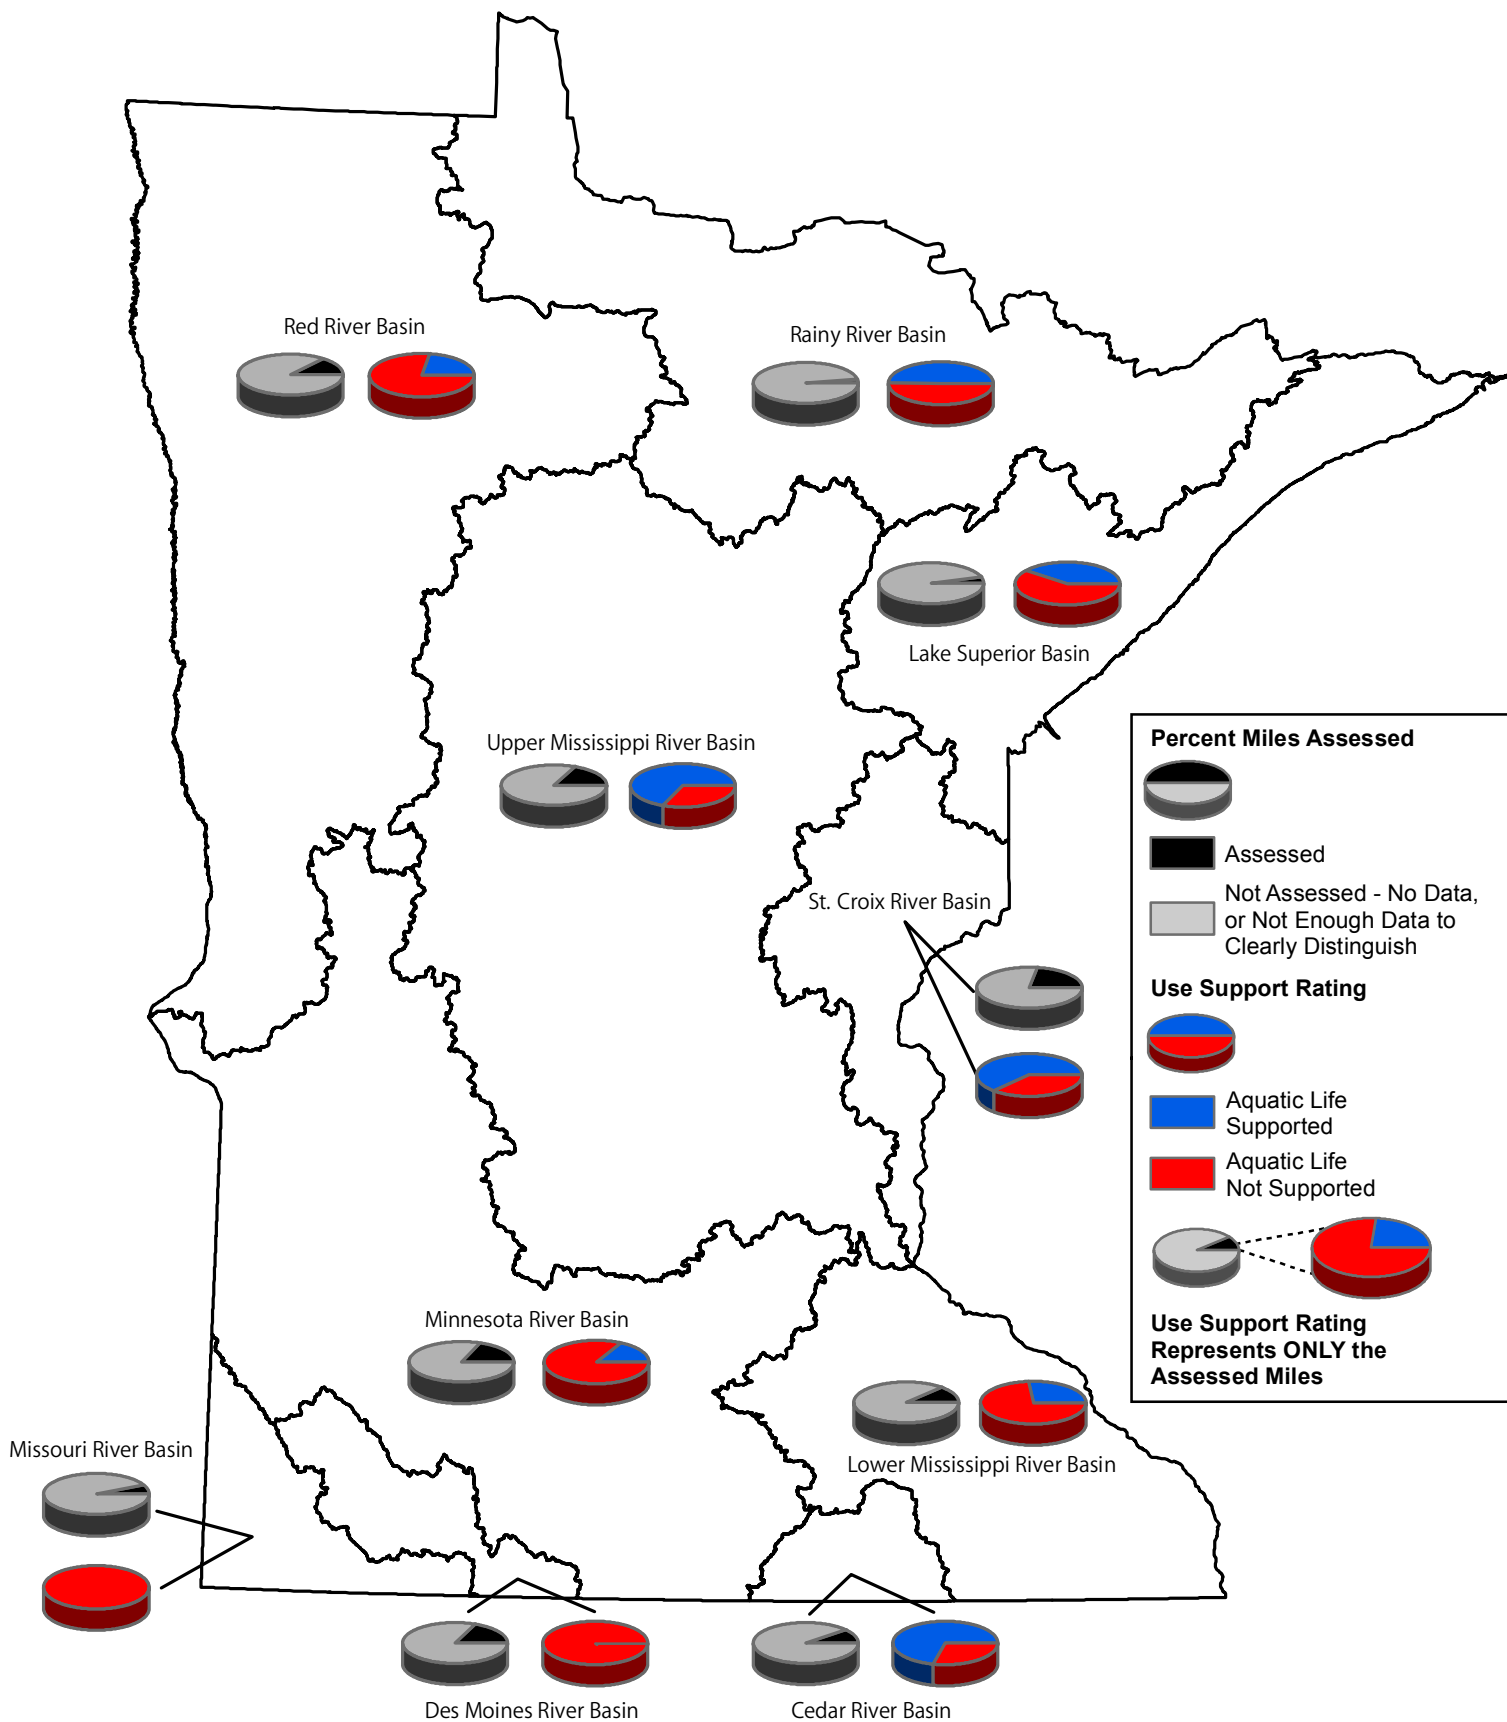 Red River Basin
Rainy River Basin
Lake Superior Basin
Upper Mississippi River Basin
St. Croix River Basin
Minnesota River Basin
Lower Mississippi River Basin
Missouri River Basin
Des Moines River Basin
Cedar River Basin
Percent Miles Assessed
Assessed
Not Assessed - No Data,
or Not Enough Data to
Clearly Distinguish
Use Support Rating
Aquatic Life
Supported
Aquatic Life
Not Supported
Use Support Rating
Represents ONLY the
Assessed Miles